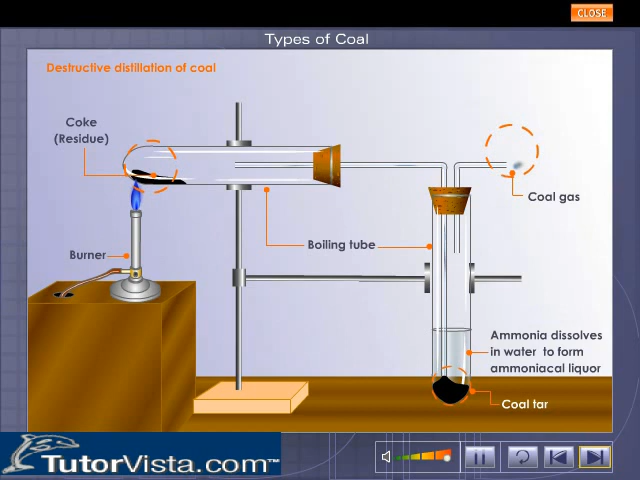 CLOSE
Types of Coal
Destructive distillation of coal
Coke
(Residue)
Coal gas
Boiling tube
Burner
Ammonia dissolves
in water to form
ammoniacal liquor
Coal tar
TutorVista.com™